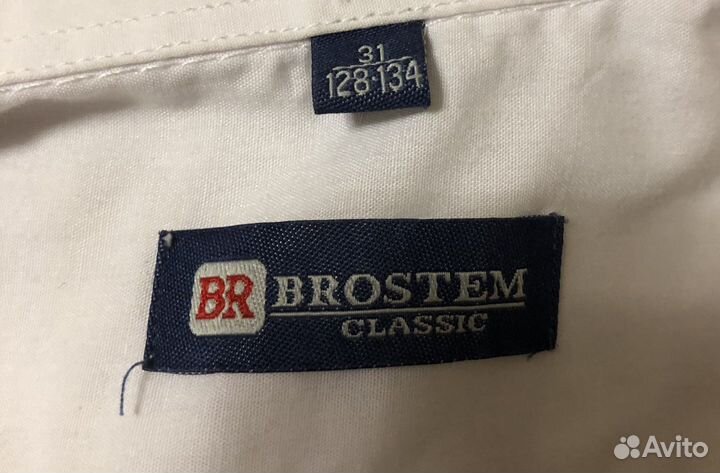 31
128-134
BR BROSTEM
CLASSIC
Avito